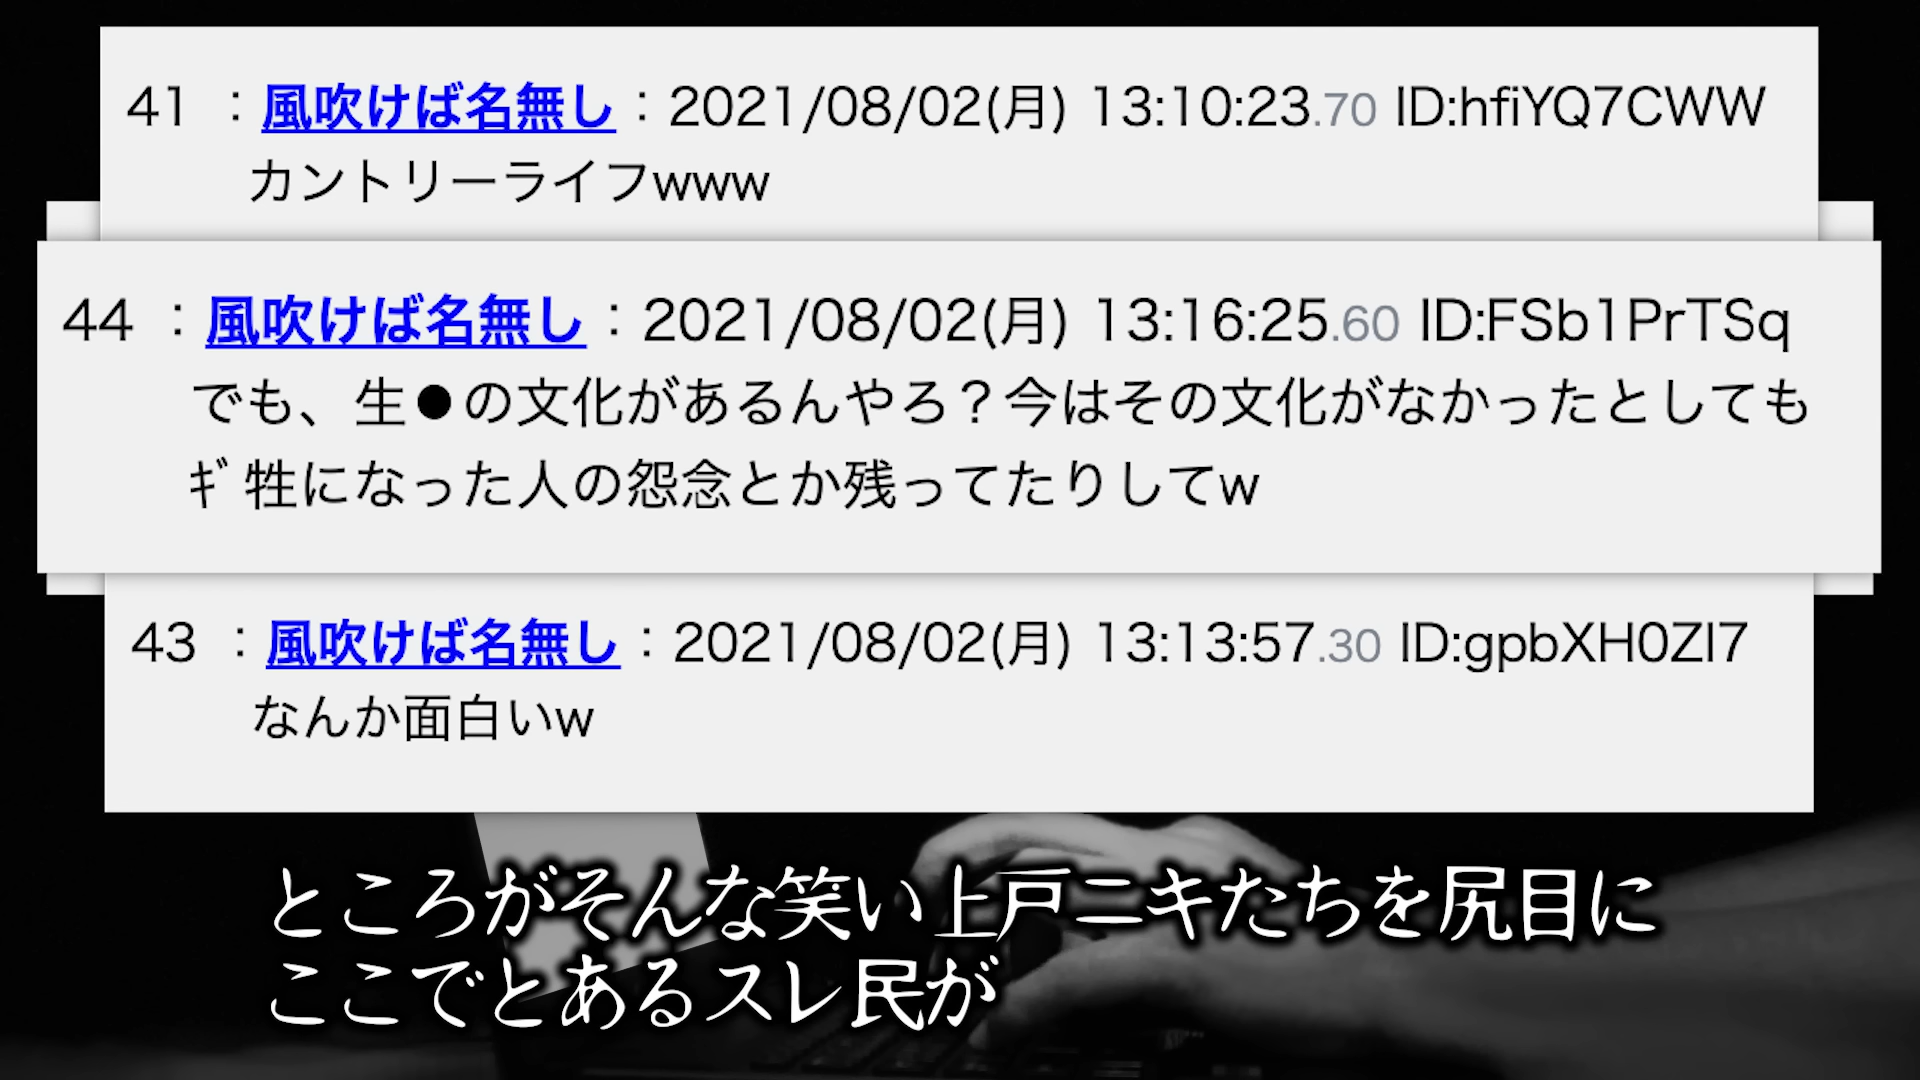 41 ：風吹けば名無し：2021/08/02(月) 13:10:23.70 ID:hfiYQ7CWW
カントリーライフwww
44 ：風吹けば名無し：2021/08/02(月) 13:16:25.60 ID:FSb1PrTSq
でも、生●の文化があるんやろ？今はその文化がなかったとしても
ｷﾞ牲になった人の怨念とか残ってたりしてw
43 ：風吹けば名無し：2021/08/02(月) 13:13:57.30 ID:gpbXH0ZI7
なんか面白いw
ところがそんな笑い上戸ニキたちを尻目に
ここでとあるスレ民が